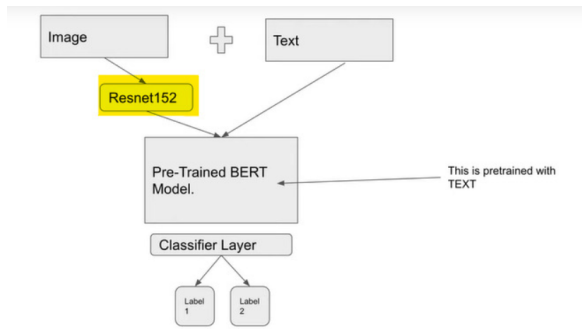 Image
Text
Resnet152
Pre-Trained BERT
Model.
This is pretrained with
TEXT
Classifier Layer
Label
1
Label
2